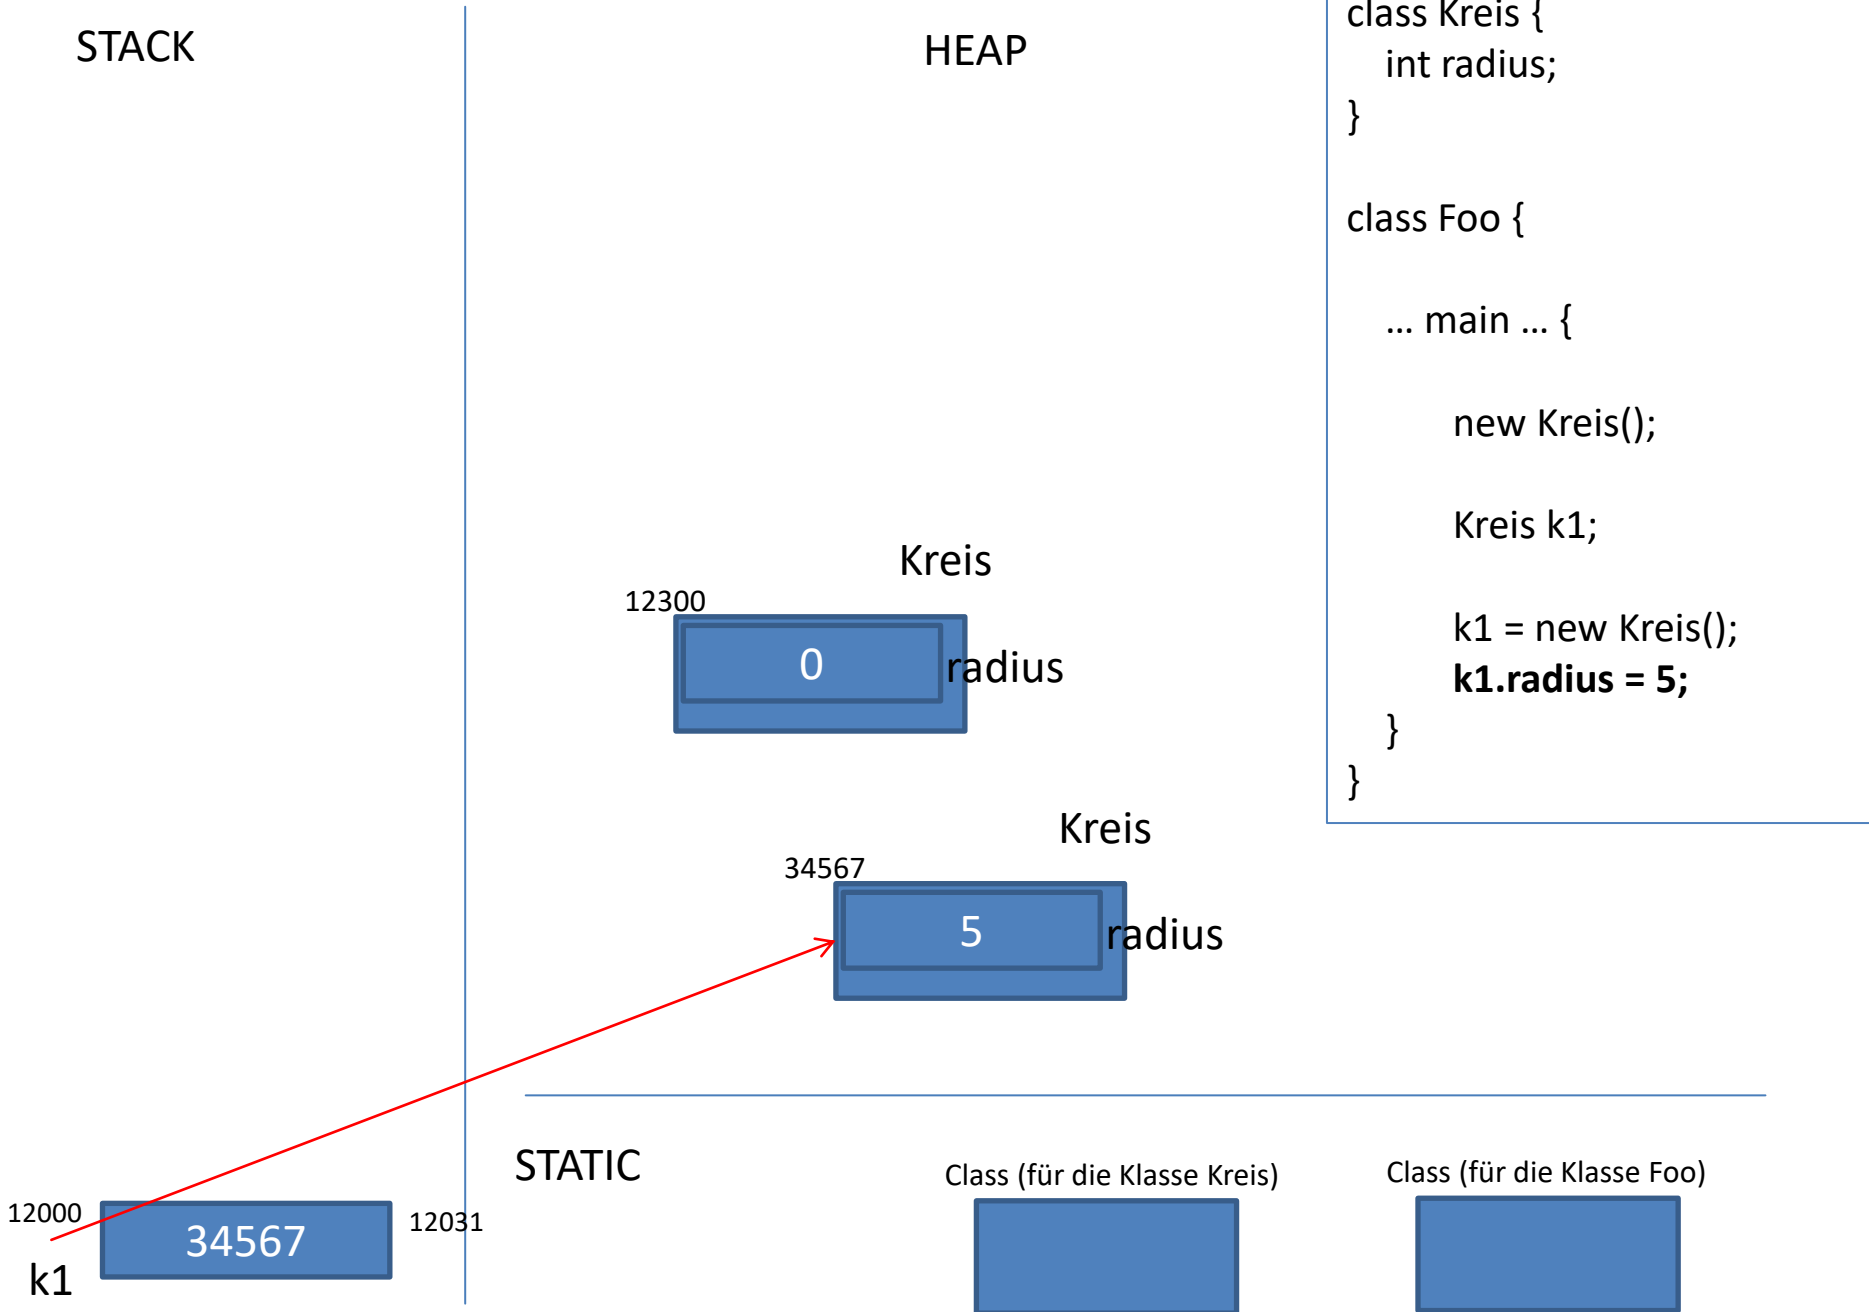 STACK
HEAP
class Kreis {
int radius;
}
class Foo {
... main ... {
new Kreis();
Kreis k1;
k1 = new Kreis();
k1.radius = 5;
}
}
Kreis
12300
0
radius
Kreis
34567
5
radius
STATIC
Class (für die Klasse Kreis)
Class (für die Klasse Foo)
12000
34567
12031
k1